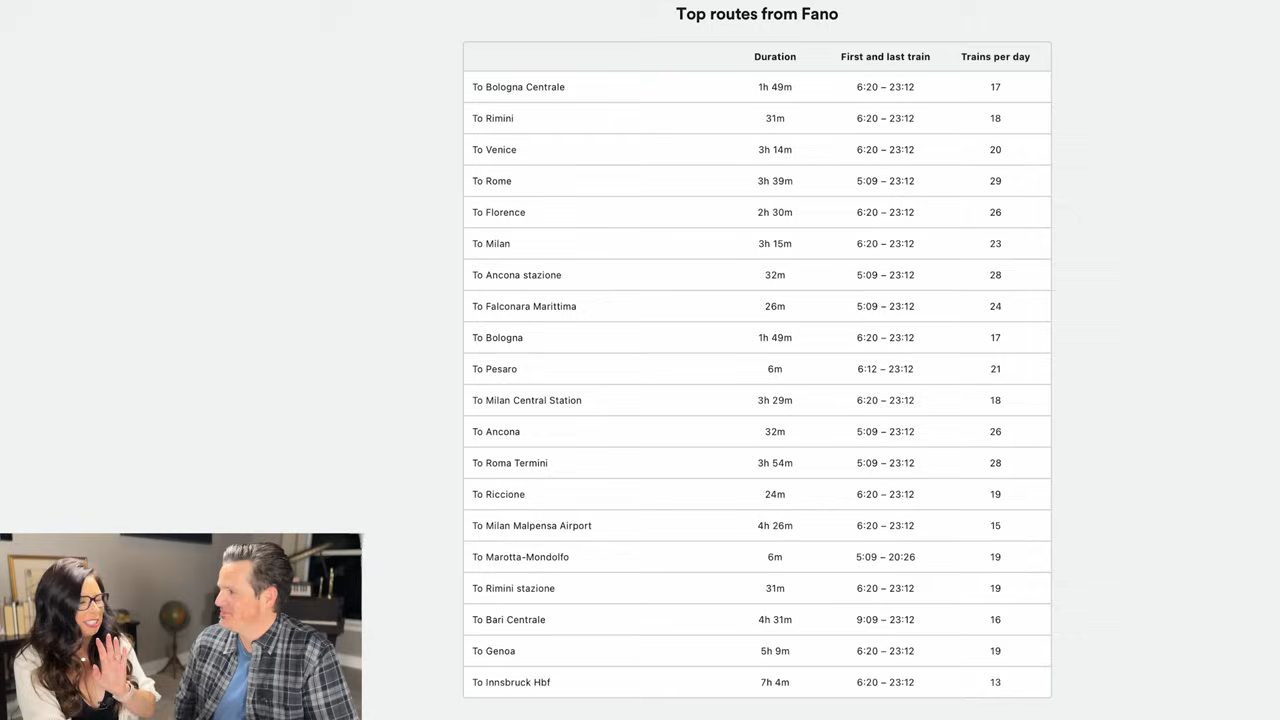 Top routes from Fano
Duration First and last train Trains per day
To Bologna Centrale 1h 49m 6:20 – 23:12 17
To Rimini 31m 6:20 – 23:12 18
To Venice 3h 14m 6:20 – 23:12 20
To Rome 3h 39m 5:09 – 23:12 29
To Florence 2h 30m 6:20 – 23:12 26
To Milan 3h 15m 6:20 – 23:12 23
To Ancona stazione 32m 5:09 – 23:12 28
To Falconara Marittima 26m 5:09 – 23:12 24
To Bologna 1h 49m 6:20 – 23:12 17
To Pesaro 6m 6:12 – 23:12 21
To Milan Central Station 3h 29m 6:20 – 23:12 18
To Ancona 32m 5:09 – 23:12 26
To Roma Termini 3h 54m 5:09 – 23:12 28
To Riccione 24m 6:20 – 23:12 19
To Milan Malpensa Airport 4h 26m 6:20 – 23:12 15
To Marotta-Mondolfo 6m 5:09 – 20:26 19
To Rimini stazione 31m 6:20 – 23:12 19
To Bari Centrale 4h 31m 9:09 – 23:12 16
To Genoa 5h 9m 6:20 – 23:12 19
To Innsbruck Hbf 7h 4m 6:20 – 23:12 13